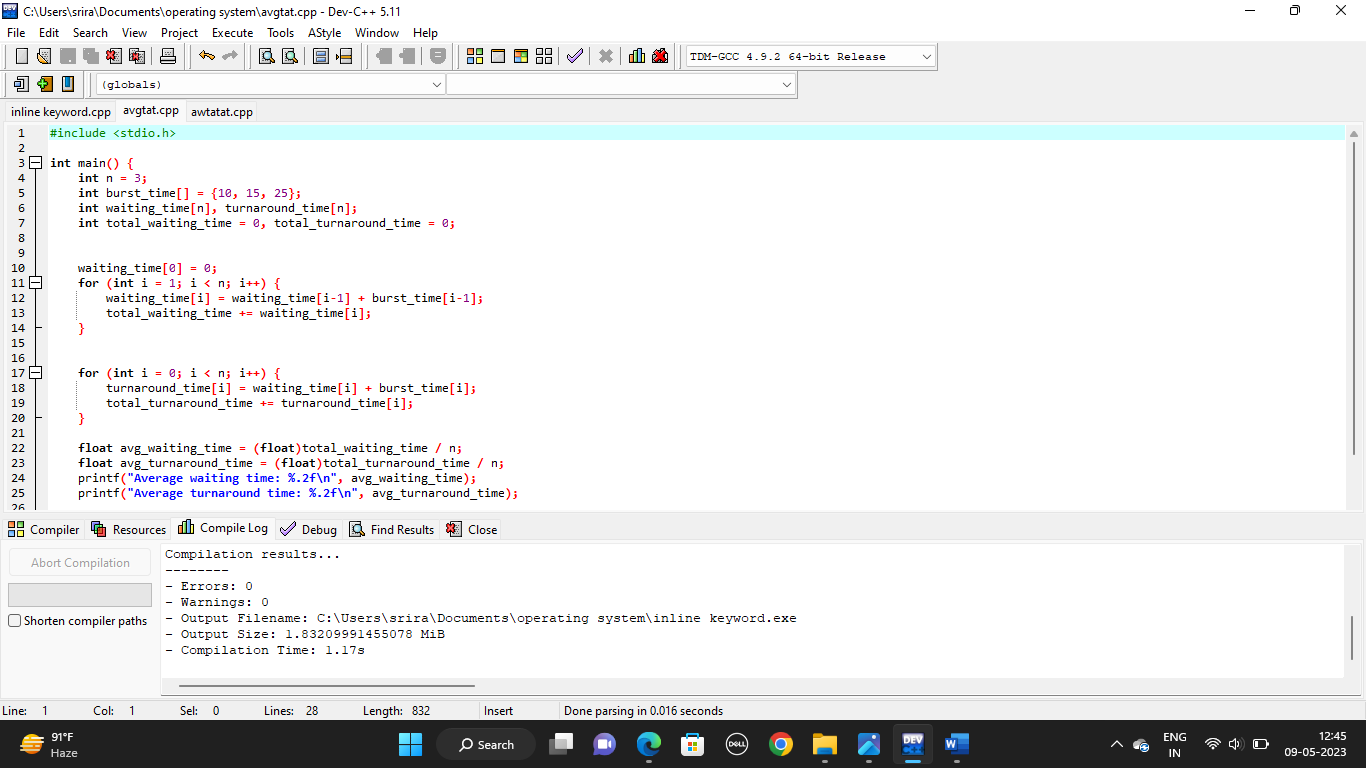 C:\Users\srira\Documents\operating system\avgtat.cpp - Dev-C++ 5.11
File Edit Search View Project Execute Tools AStyle Window Help
TDM-GCC 4.9.2 64-bit Release
(globals)
inline keyword.cpp avgtat.cpp awtatat.cpp
1 #include <stdio.h>
2
3 int main() {
4 int n = 3;
5 int burst_time[] = {10, 15, 25};
6 int waiting_time[n], turnaround_time[n];
7 int total_waiting_time = 0, total_turnaround_time = 0;
8
9
10 waiting_time[0] = 0;
11 for (int i = 1; i < n; i++) {
12 waiting_time[i] = waiting_time[i-1] + burst_time[i-1];
13 total_waiting_time += waiting_time[i];
14 }
15
16
17 for (int i = 0; i < n; i++) {
18 turnaround_time[i] = waiting_time[i] + burst_time[i];
19 total_turnaround_time += turnaround_time[i];
20 }
21
22 float avg_waiting_time = (float)total_waiting_time / n;
23 float avg_turnaround_time = (float)total_turnaround_time / n;
24 printf("Average waiting time: %.2f\n", avg_waiting_time);
25 printf("Average turnaround time: %.2f\n", avg_turnaround_time);
26
Compiler Resources Compile Log Debug Find Results Close
Abort Compilation
Shorten compiler paths
Compilation results...
--------
- Errors: 0
- Warnings: 0
- Output Filename: C:\Users\srira\Documents\operating system\inline keyword.exe
- Output Size: 1.83209991455078 MiB
- Compilation Time: 1.17s
Line: 1 Col: 1 Sel: 0 Lines: 28 Length: 832 Insert Done parsing in 0.016 seconds
91°F
Haze
Search
DELL
DEV
ENG
IN
12:45
09-05-2023